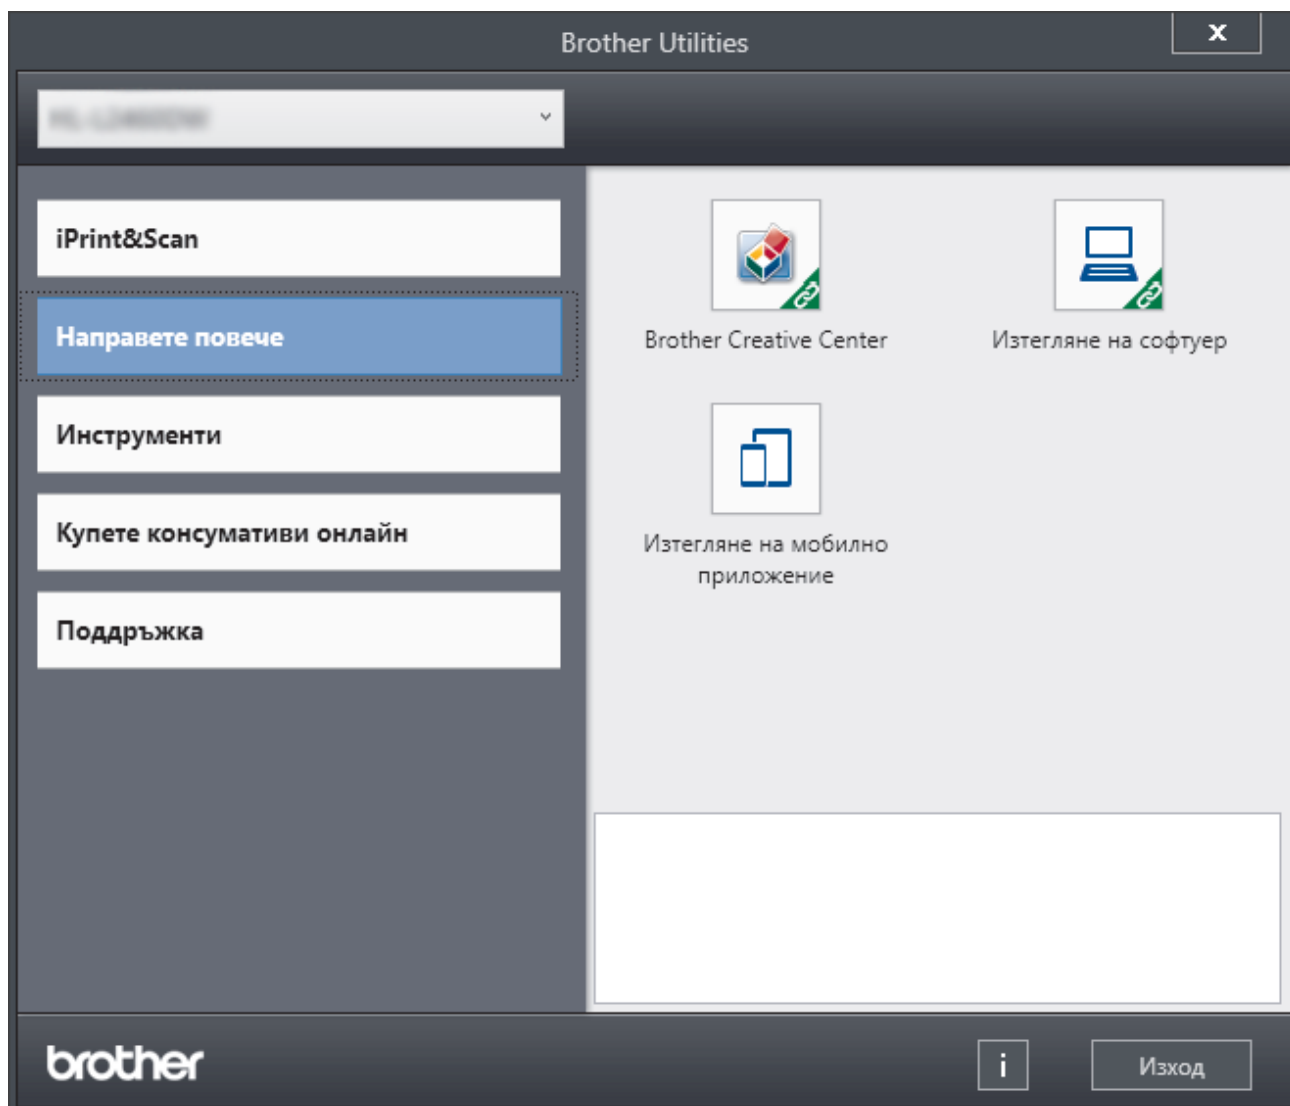 Brother Utilities
x
iPrint&Scan
Направете повече
Инструменти
Купете консумативи онлайн
Поддръжка
Brother Creative Center
Изтегляне на софтуер
Изтегляне на мобилно
приложение
brother
i
Изход